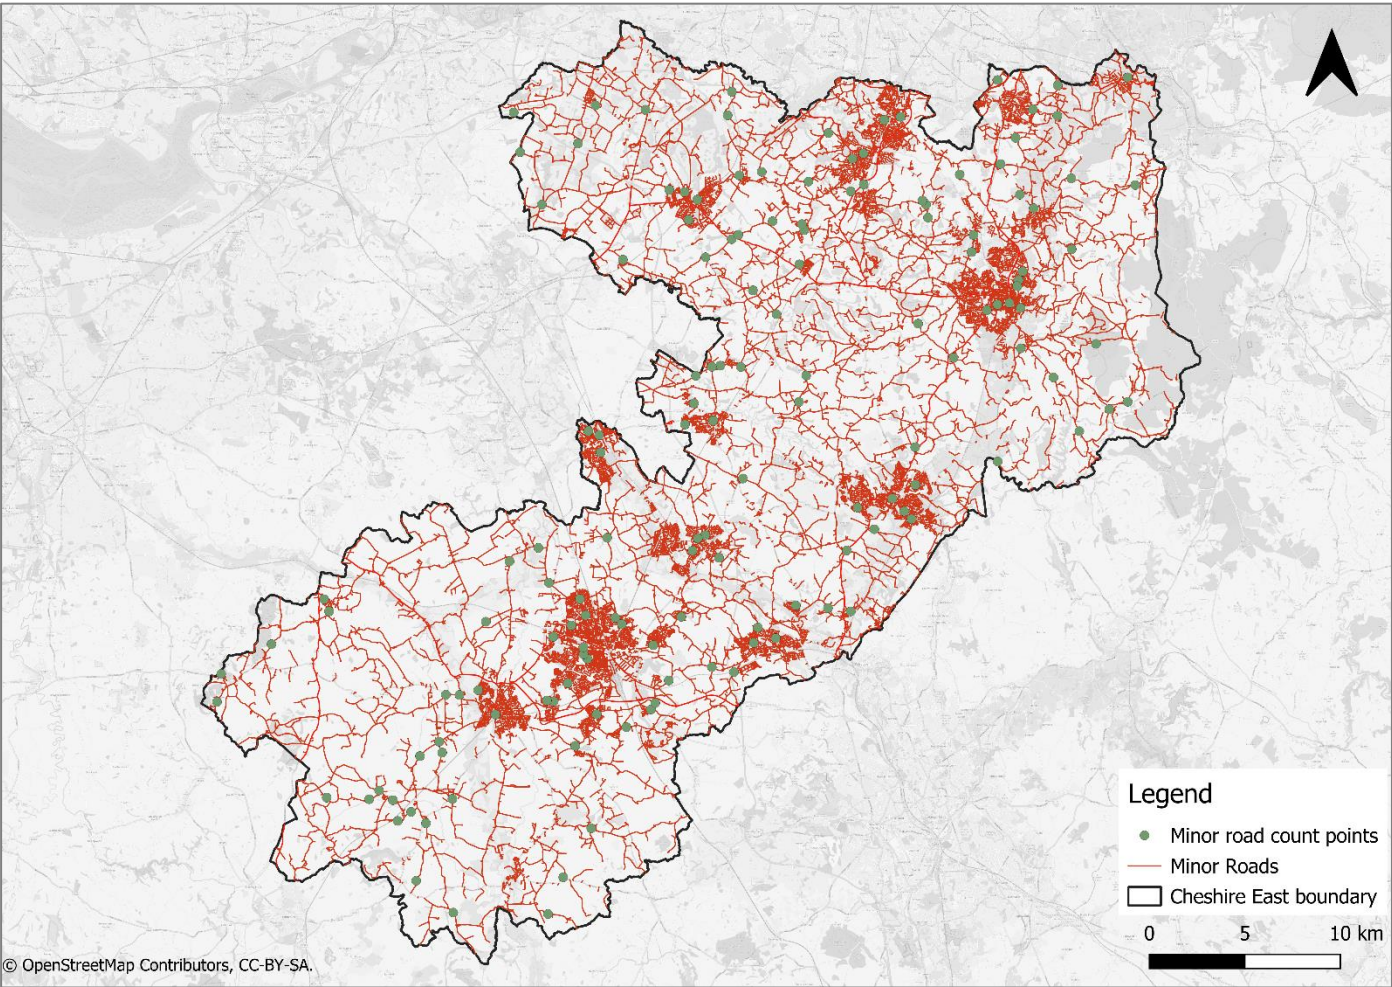 Legend
Minor road count points
Minor Roads
Cheshire East boundary
0 5 10 km
© OpenStreetMap Contributors, CC-BY-SA.